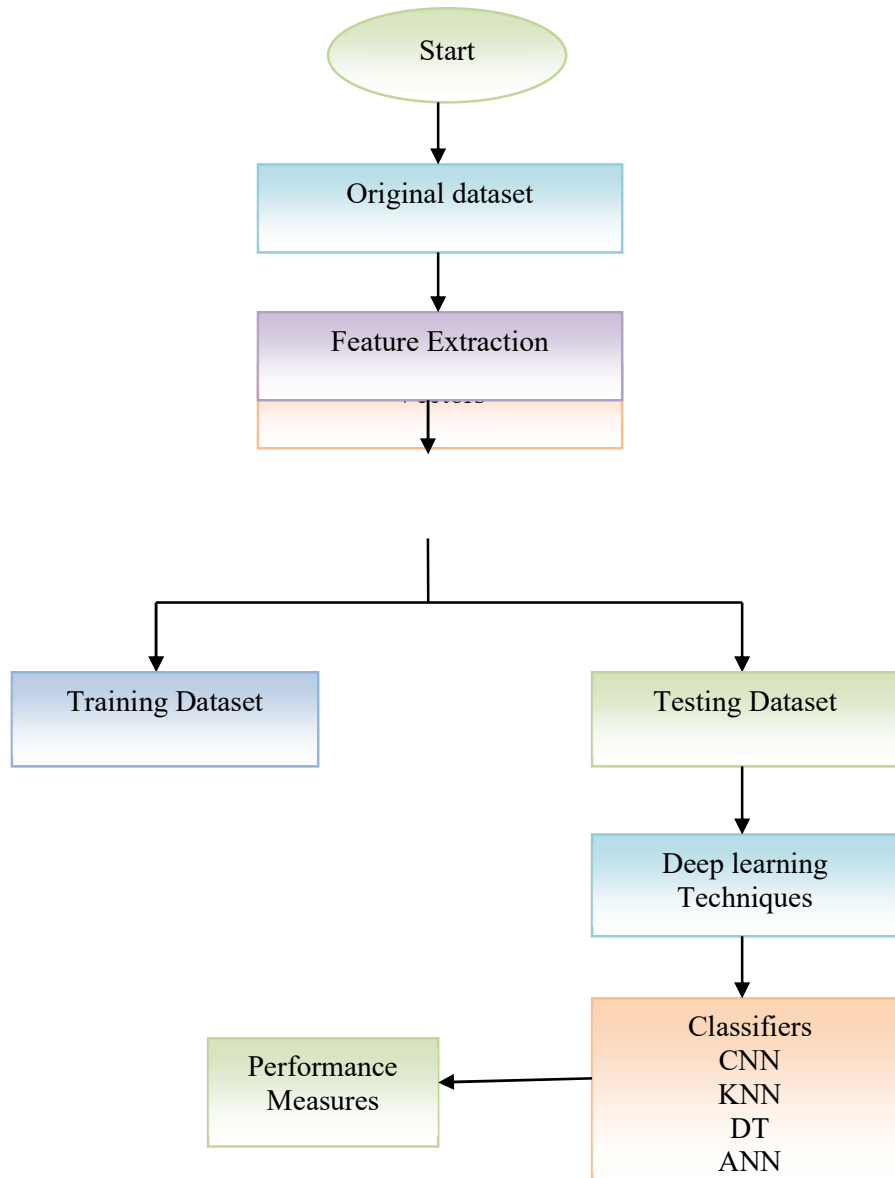 Start
Original dataset
Feature Extraction
Training Dataset
Testing Dataset
Deep learning
Techniques
Classifiers
CNN
KNN
DT
ANN
Performance
Measures